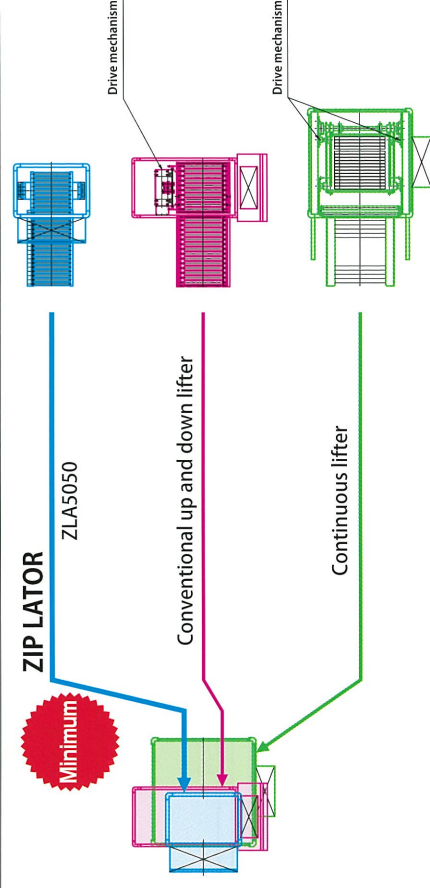 Minimum
ZIP LATOR
ZLA5050
Conventional up and down lifter
Drive mechanism
Continuous lifter
Drive mechanism